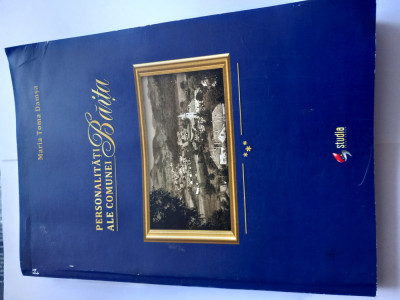 Maria Toma Damșa
PERSONALITĂȚI
ALE COMUNEI
Băița
***
studia